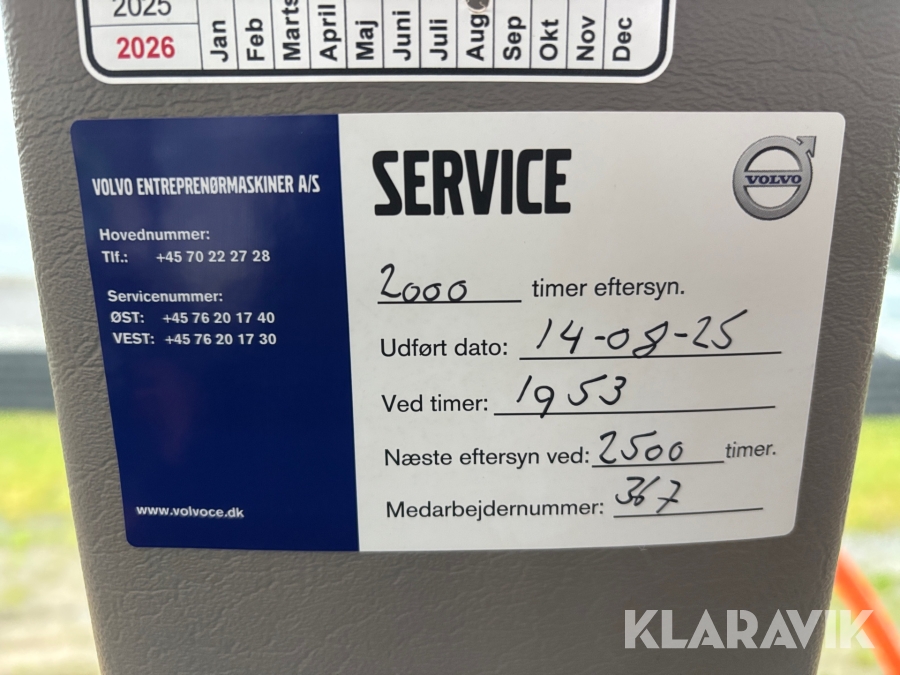 2025
2026 Jan Feb Marts April Maj Juni Juli Aug Sep Okt Nov Dec
VOLVO ENTREPRENØRMASKINER A/S
Hovednummer:
Tlf.: +45 70 22 27 28
Servicenummer:
ØST: +45 76 20 17 40
VEST: +45 76 20 17 30
www.volvoce.dk
SERVICE
VOLVO
2000 timer eftersyn.
Udført dato: 14-08-25
Ved timer: 1953
Næste eftersyn ved: 2500 timer.
Medarbejdernummer: 367
KLARAVIK